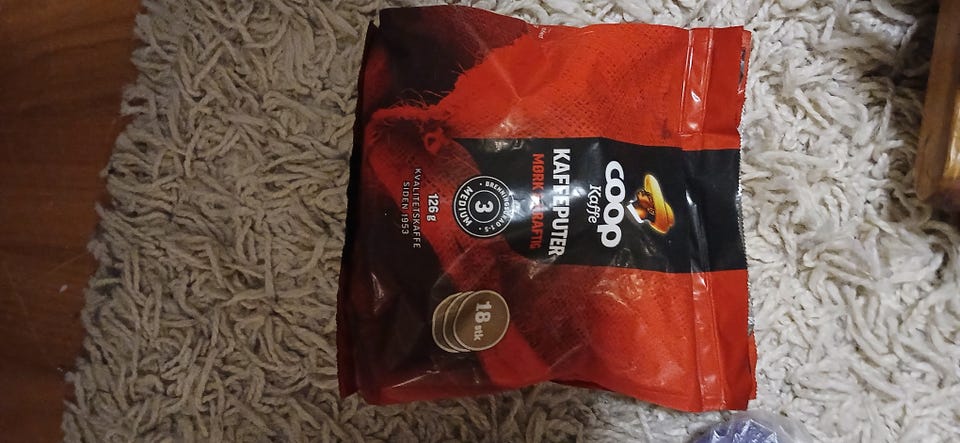 coop
Kaffe
KAFFEPUTER
MØRK KRAFTIG
BRENNINGSGRAD 1-5
3
MEDIUM
126 g
KVALITETSKAFFE
SIDEN 1953
18 stk